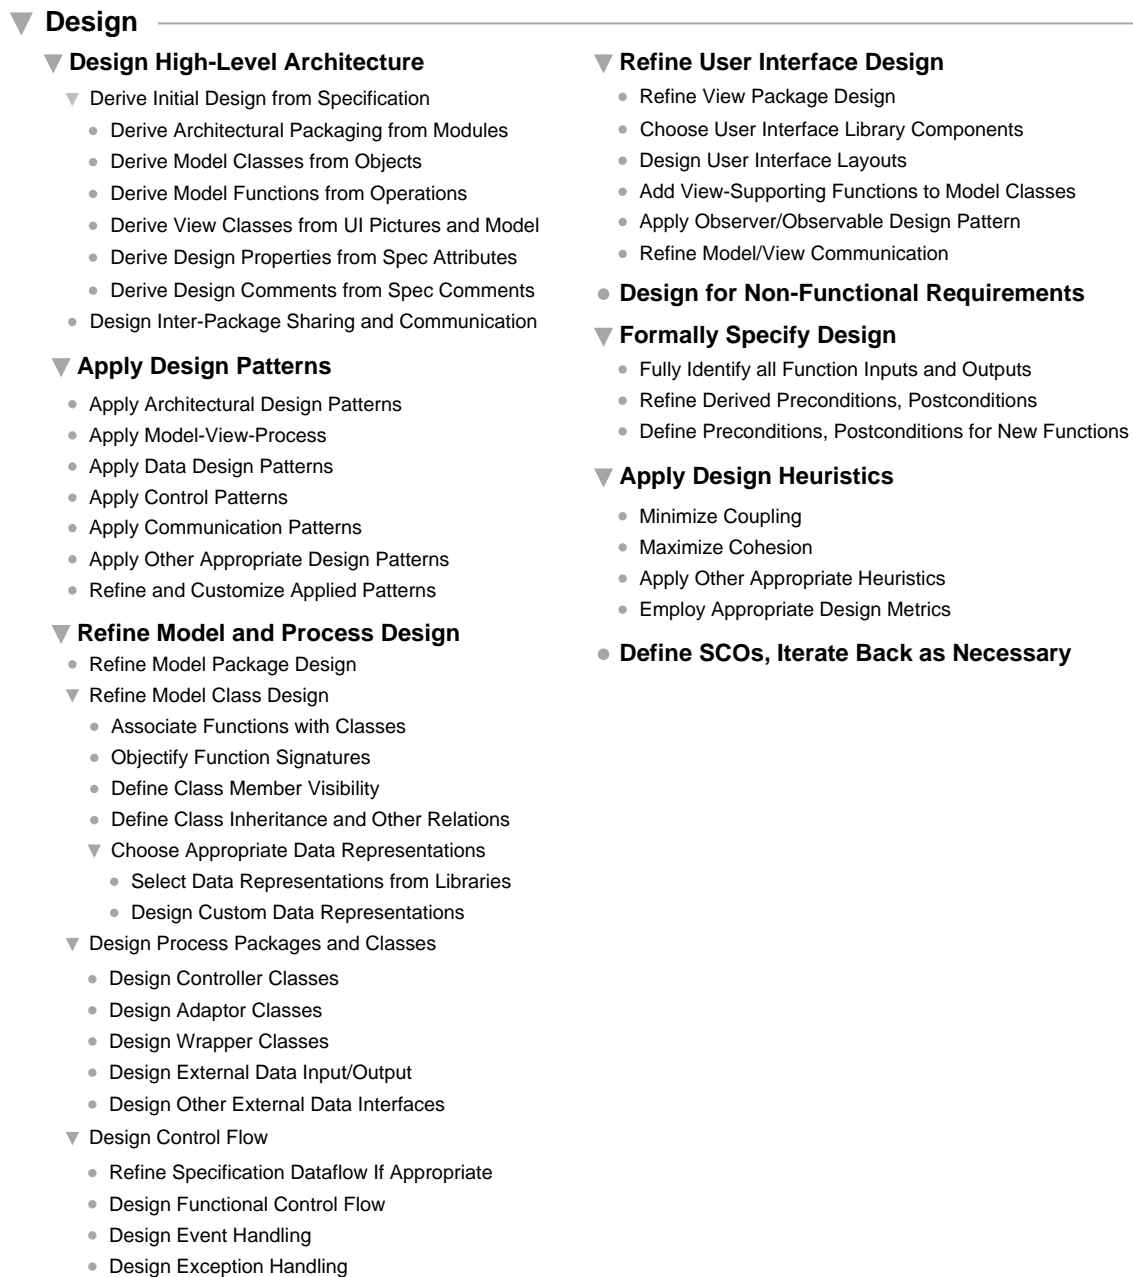 Design
Design High-Level Architecture
Derive Initial Design from Specification
Derive Architectural Packaging from Modules
Derive Model Classes from Objects
Derive Model Functions from Operations
Derive View Classes from UI Pictures and Model
Derive Design Properties from Spec Attributes
Derive Design Comments from Spec Comments
Design Inter-Package Sharing and Communication
Apply Design Patterns
Apply Architectural Design Patterns
Apply Model-View-Process
Apply Data Design Patterns
Apply Control Patterns
Apply Communication Patterns
Apply Other Appropriate Design Patterns
Refine and Customize Applied Patterns
Refine Model and Process Design
Refine Model Package Design
Refine Model Class Design
Associate Functions with Classes
Objectify Function Signatures
Define Class Member Visibility
Define Class Inheritance and Other Relations
Choose Appropriate Data Representations
Select Data Representations from Libraries
Design Custom Data Representations
Design Process Packages and Classes
Design Controller Classes
Design Adaptor Classes
Design Wrapper Classes
Design External Data Input/Output
Design Other External Data Interfaces
Design Control Flow
Refine Specification Dataflow If Appropriate
Design Functional Control Flow
Design Event Handling
Design Exception Handling
Refine User Interface Design
Refine View Package Design
Choose User Interface Library Components
Design User Interface Layouts
Add View-Supporting Functions to Model Classes
Apply Observer/Observable Design Pattern
Refine Model/View Communication
Design for Non-Functional Requirements
Formally Specify Design
Fully Identify all Function Inputs and Outputs
Refine Derived Preconditions, Postconditions
Define Preconditions, Postconditions for New Functions
Apply Design Heuristics
Minimize Coupling
Maximize Cohesion
Apply Other Appropriate Heuristics
Employ Appropriate Design Metrics
Define SCOs, Iterate Back as Necessary